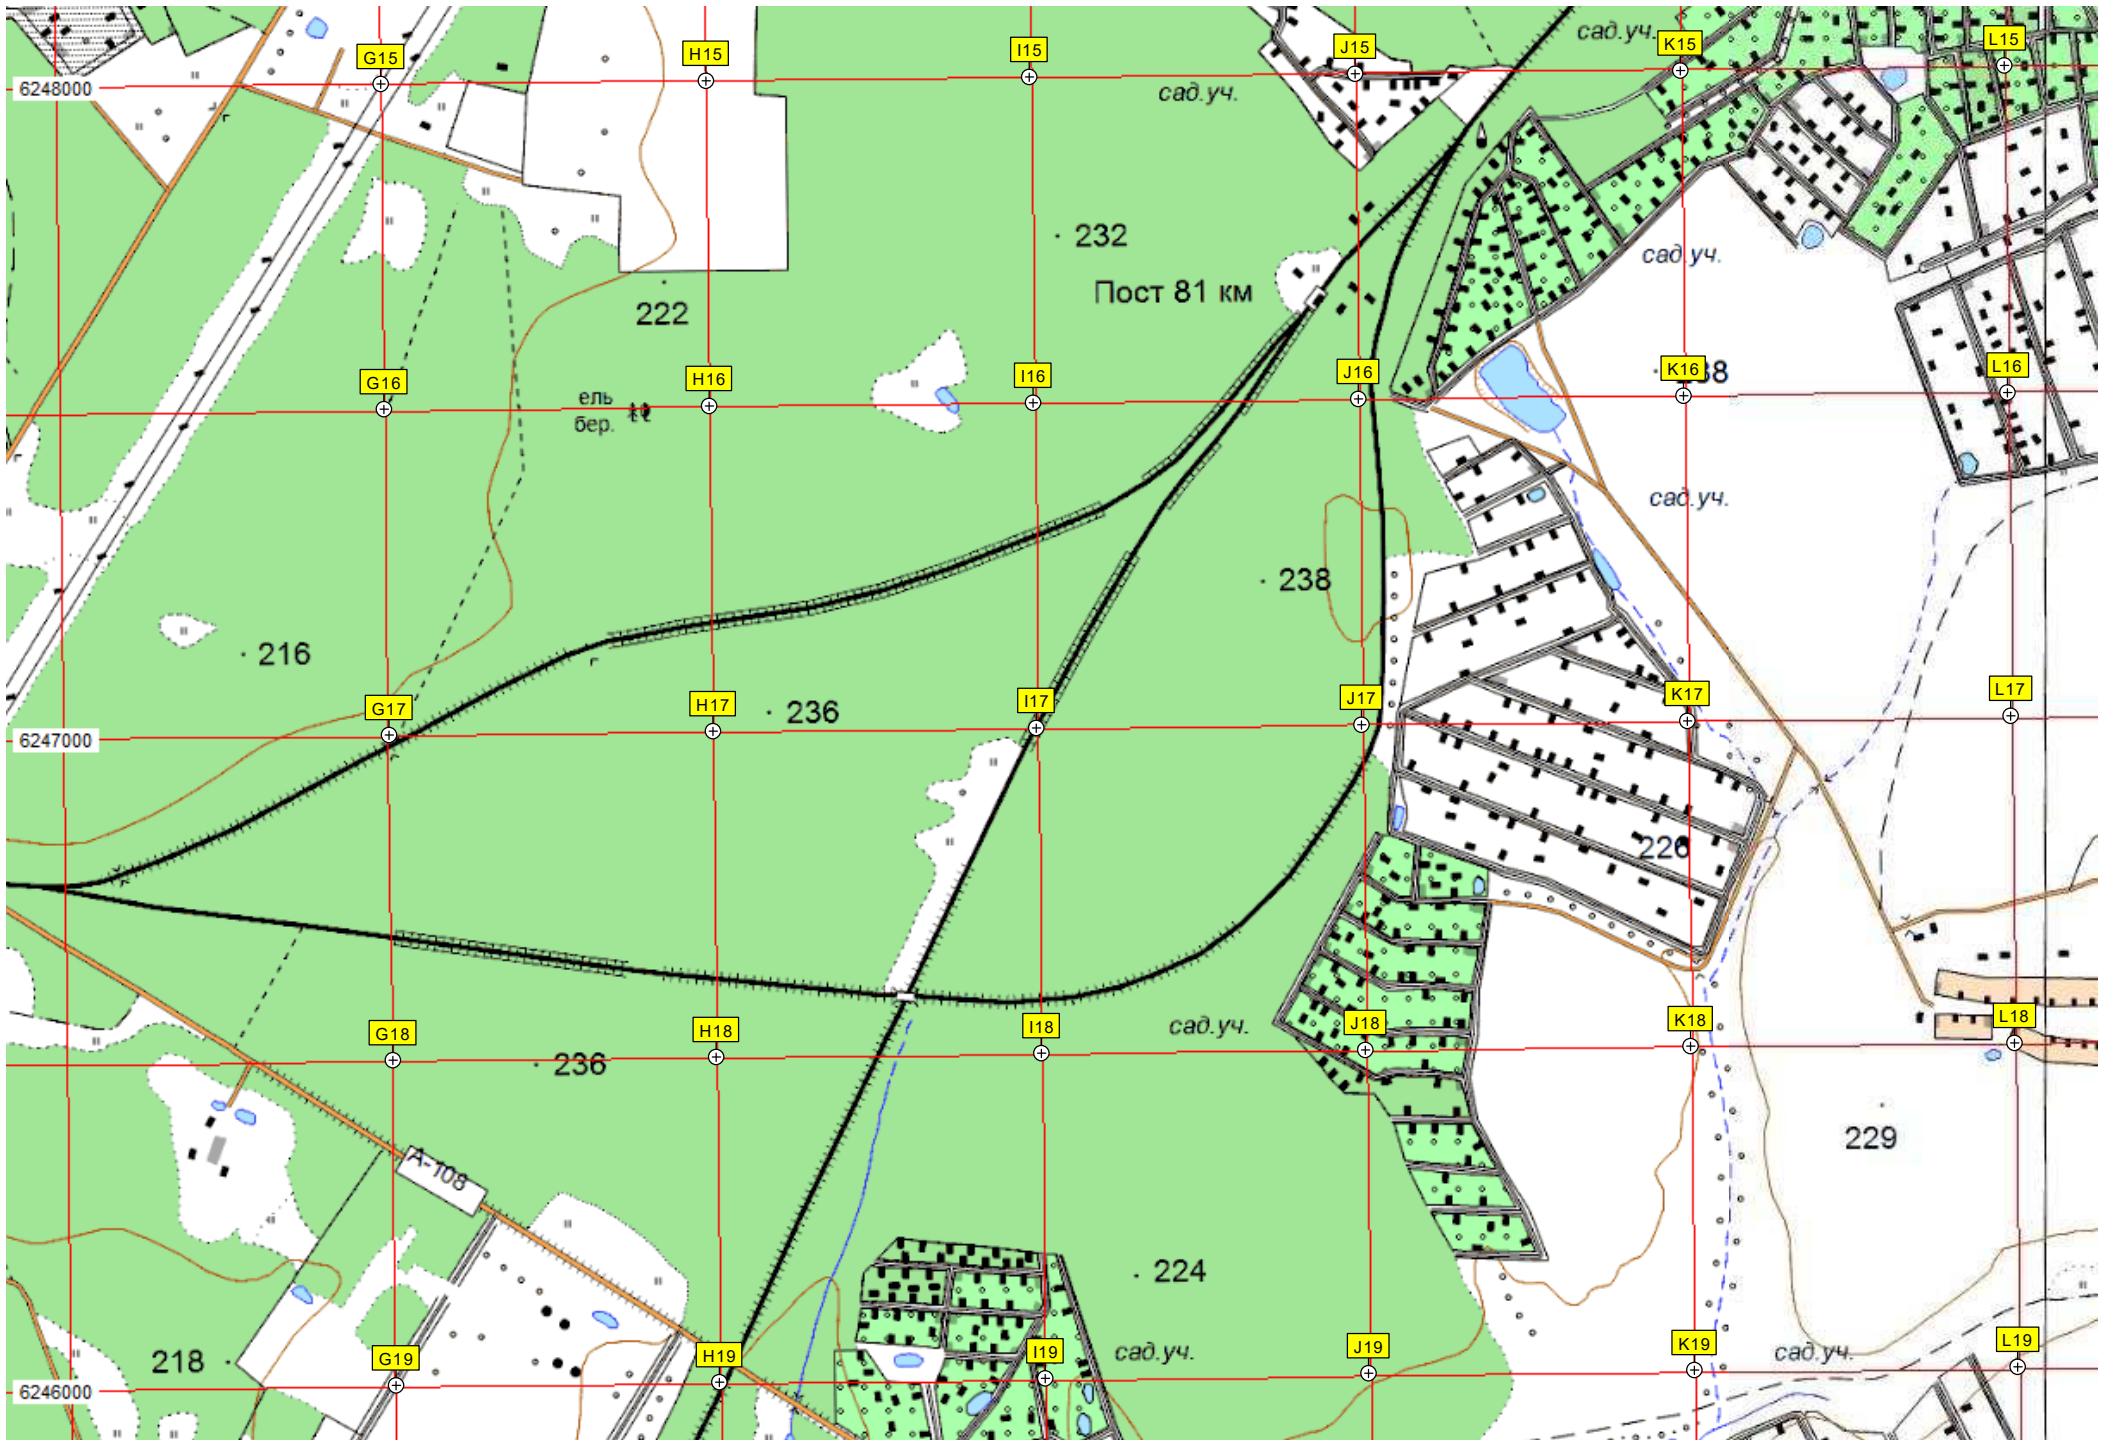 сад.уч.
K15
L15
G15
H15
I15
J15
6248000
сад.уч.
232
сад.уч.
Пост 81 км
222
G16
H16
I16
J16
K16
L16
ель
бер.
сад.уч.
238
216
G17
H17
236
I17
J17
K17
L17
6247000
226
G18
H18
I18
сад.уч.
J18
K18
L18
236
229
А-108
224
218
G19
H19
I19
сад.уч.
J19
K19
сад.уч.
L19
6246000